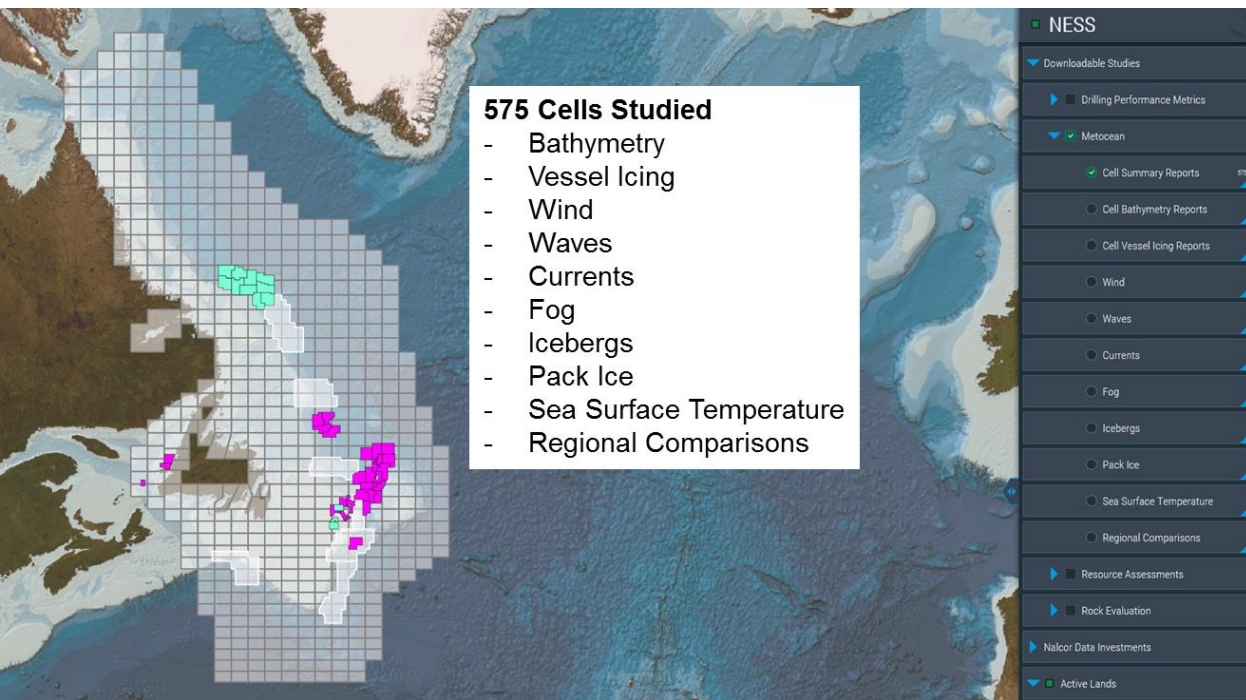 575 Cells Studied
- Bathymetry
- Vessel Icing
- Wind
- Waves
- Currents
- Fog
- Icebergs
- Pack Ice
- Sea Surface Temperature
- Regional Comparisons
NESS
Downloadable Studies
Drilling Performance Metrics
Metocean
Cell Summary Reports 575
Cell Bathymetry Reports
Cell Vessel Icing Reports
Wind
Waves
Currents
Fog
Icebergs
Pack Ice
Sea Surface Temperature
Regional Comparisons
Resource Assessments
Rock Evaluation
Nalcor Data Investments
Active Lands